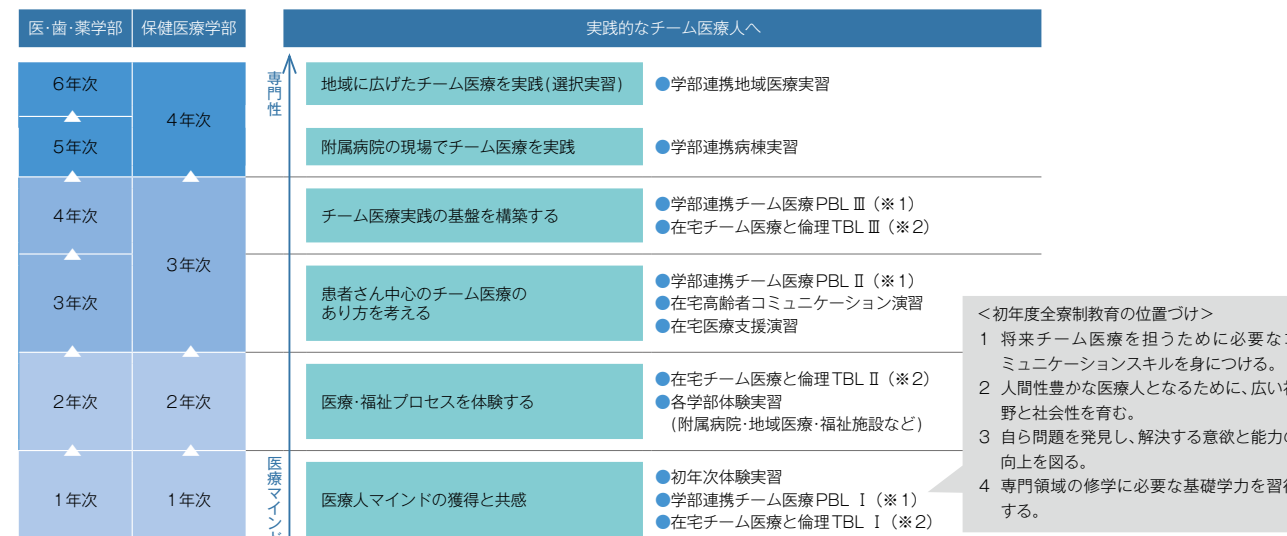 医・歯・薬学部
保健医療学部
実践的なチーム医療人へ
専門性
6年次
4年次
地域に広げたチーム医療を実践(選択実習)
●学部連携地域医療実習
5年次
附属病院の現場でチーム医療を実践
●学部連携病棟実習
4年次
3年次
チーム医療実践の基盤を構築する
●学部連携チーム医療PBL Ⅲ（※1）
●在宅チーム医療と倫理TBL Ⅲ（※2）
3年次
患者さん中心のチーム医療の
あり方を考える
●学部連携チーム医療PBL Ⅱ（※1）
●在宅高齢者コミュニケーション演習
●在宅医療支援演習
2年次
2年次
医療・福祉プロセスを体験する
●在宅チーム医療と倫理TBL Ⅱ（※2）
●各学部体験実習
(附属病院・地域医療・福祉施設など)
医療マインド
1年次
1年次
医療人マインドの獲得と共感
●初年次体験実習
●学部連携チーム医療PBL Ⅰ（※1）
●在宅チーム医療と倫理TBL Ⅰ（※2）
＜初年度全寮制教育の位置づけ＞
1 将来チーム医療を担うために必要な
ミュニケーションスキルを身につける。
2 人間性豊かな医療人となるために、広い
野と社会性を育む。
3 自ら問題を発見し、解決する意欲と能力の
向上を図る。
4 専門領域の修学に必要な基礎学力を習得
する。